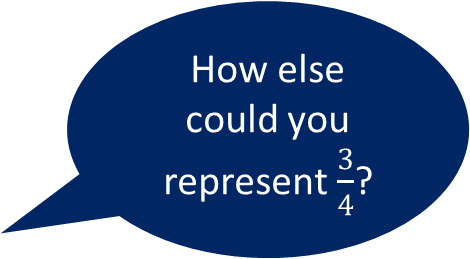 How else
could you
represent 3/4?